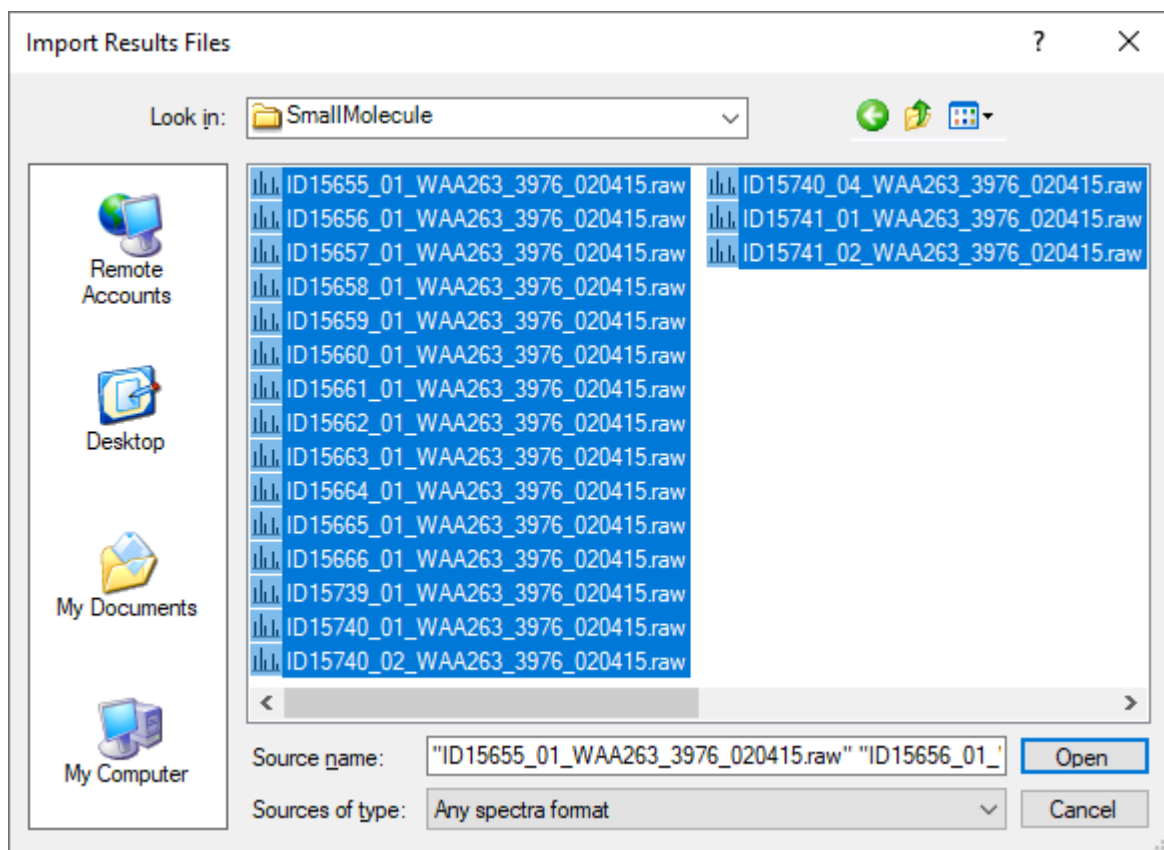 Import Results Files
?
Look in:
SmallMolecule
Remote
Accounts
Desktop
My Documents
My Computer
ID15655_01_WAA263_3976_020415.raw
ID15656_01_WAA263_3976_020415.raw
ID15657_01_WAA263_3976_020415.raw
ID15658_01_WAA263_3976_020415.raw
ID15659_01_WAA263_3976_020415.raw
ID15660_01_WAA263_3976_020415.raw
ID15661_01_WAA263_3976_020415.raw
ID15662_01_WAA263_3976_020415.raw
ID15663_01_WAA263_3976_020415.raw
ID15664_01_WAA263_3976_020415.raw
ID15665_01_WAA263_3976_020415.raw
ID15666_01_WAA263_3976_020415.raw
ID15739_01_WAA263_3976_020415.raw
ID15740_01_WAA263_3976_020415.raw
ID15740_02_WAA263_3976_020415.raw
ID15740_04_WAA263_3976_020415.raw
ID15741_01_WAA263_3976_020415.raw
ID15741_02_WAA263_3976_020415.raw
Source name:
"ID15655_01_WAA263_3976_020415.raw" "ID15656_01_
Open
Sources of type:
Any spectra format
Cancel